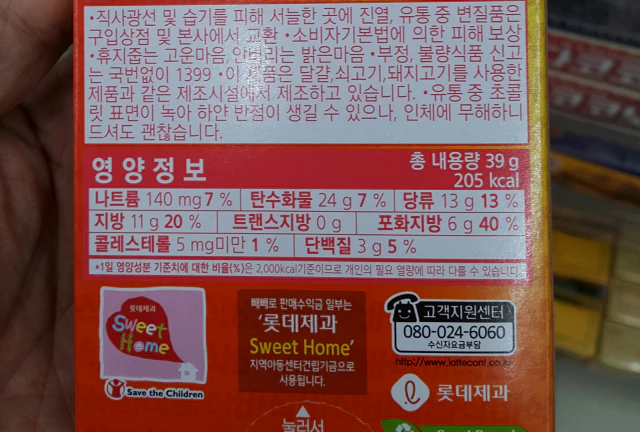 •직사광선 및 습기를 피해 서늘한 곳에 진열, 유통 중 변질품은
구입상점 및 본사에서 교환 •소비자기본법에 의한 피해 보상
•휴지줍는 고운마음, 안버리는 밝은마음 •부정, 불량식품 신고
는 국번없이 1399 •이 제품은 달걀,쇠고기,돼지고기를 사용한
제품과 같은 제조시설에서 제조하고 있습니다. •유통 중 초콜
릿 표면이 녹아 하얀 반점이 생길 수 있으나, 인체에 무해하니
드셔도 괜찮습니다.
영양정보
총 내용량 39 g
205 kcal
나트륨 140 mg 7 % 탄수화물 24 g 7 % 당류 13 g 13 %
지방 11 g 20 % 트랜스지방 0 g 포화지방 6 g 40 %
콜레스테롤 5 mg미만 1 % 단백질 3 g 5 %
*1일 영양성분 기준치에 대한 비율(%)은 2,000kcal기준이므로 개인의 필요 열량에 따라 다를 수 있습니다.
롯데제과
Sweet
Home
Save the Children
빼빼로 판매수익금 일부는
'롯데제과
Sweet Home'
지역아동센터건립기금으로
사용됩니다.
고객지원센터
080-024-6060
수신자요금부담
http://www.lotteconf.co.kr
롯데제과
눌러서